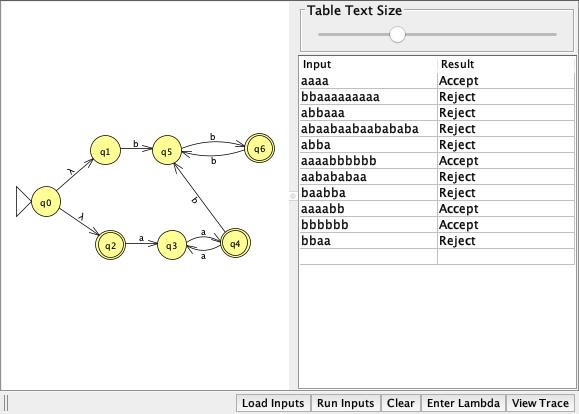 Table Text Size
Input Result
aaaa Accept
bbaaaaaaaaa Reject
abbaaa Reject
abaabaabaabababa Reject
abba Reject
aaaabbbbbb Accept
aabababaa Reject
baabba Reject
aaaabb Accept
bbbbbb Accept
bbaa Reject
q0
λ
λ
q1
b
q5
b
b
q6
q2
a
q3
a
a
q4
b
Load Inputs Run Inputs Clear Enter Lambda View Trace